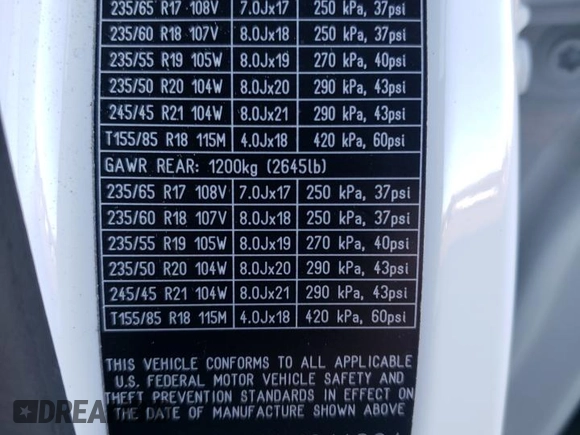 235/65 R17 108V 7.0Jx17 250 kPa, 37psi
235/60 R18 107V 8.0Jx18 250 kPa, 37psi
235/55 R19 105W 8.0Jx19 270 kPa, 40psi
235/50 R20 104W 8.0Jx20 290 kPa, 43psi
245/45 R21 104W 8.0Jx21 290 kPa, 43psi
T155/85 R18 115M 4.0Jx18 420 kPa, 60psi
GAWR REAR: 1200kg (2645lb)
235/65 R17 108V 7.0Jx17 250 kPa, 37psi
235/60 R18 107V 8.0Jx18 250 kPa, 37psi
235/55 R19 105W 8.0Jx19 270 kPa, 40psi
235/50 R20 104W 8.0Jx20 290 kPa, 43psi
245/45 R21 104W 8.0Jx21 290 kPa, 43psi
T155/85 R18 115M 4.0Jx18 420 kPa, 60psi
THIS VEHICLE CONFORMS TO ALL APPLICABLE
U.S. FEDERAL MOTOR VEHICLE SAFETY AND
THEFT PREVENTION STANDARDS IN EFFECT ON
THE DATE OF MANUFACTURE SHOWN ABOVE